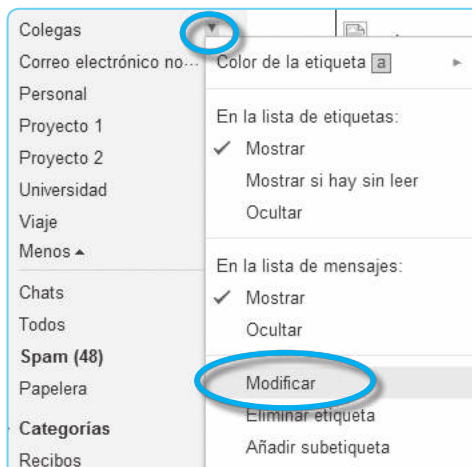 Colegas
Correo electrónico no...
Personal
Proyecto 1
Proyecto 2
Universidad
Viaje
Menos
Chats
Todos
Spam (48)
Papelera
Categorías
Recibos
Color de la etiqueta a
En la lista de etiquetas:
Mostrar
Mostrar si hay sin leer
Ocultar
En la lista de mensajes:
Mostrar
Ocultar
Modificar
Eliminar etiqueta
Añadir subetiqueta